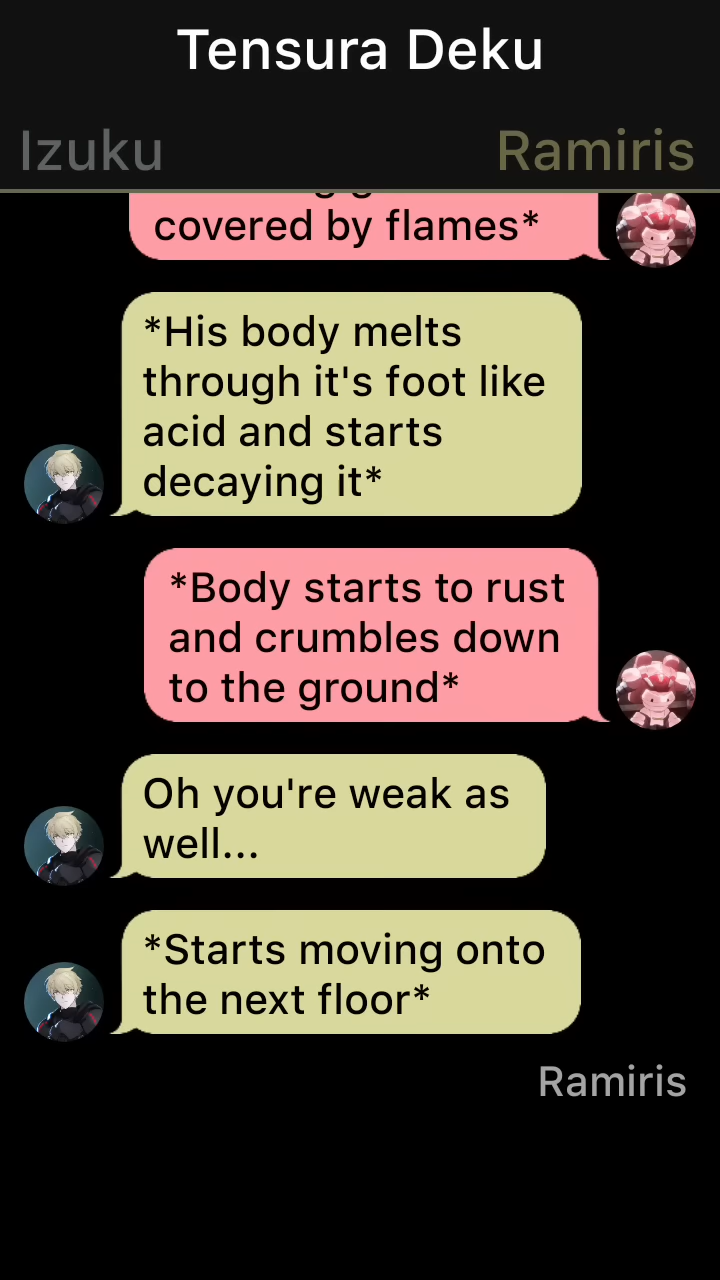 Tensura Deku
Izuku
Ramiris
covered by flames*
*His body melts
through it's foot like
acid and starts
decaying it*
*Body starts to rust
and crumbles down
to the ground*
Oh you're weak as
well...
*Starts moving onto
the next floor*
Ramiris